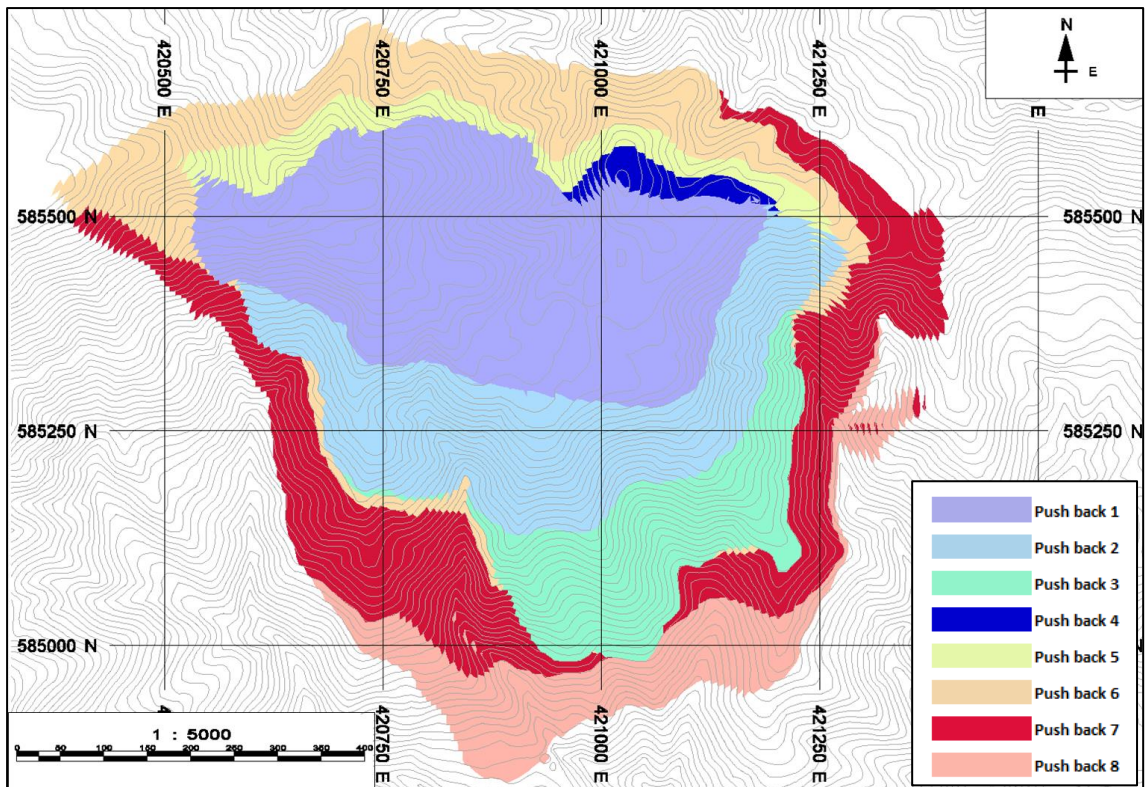 N
E
420500 E
420750 E
421000 E
421250 E
E
585500 N
585500 N
585250 N
585250 N
585000 N
N
4
420750 E
421000 E
421250 E
1 : 5000
0 50 100 150 200 250 300 350 400
Push back 1
Push back 2
Push back 3
Push back 4
Push back 5
Push back 6
Push back 7
Push back 8